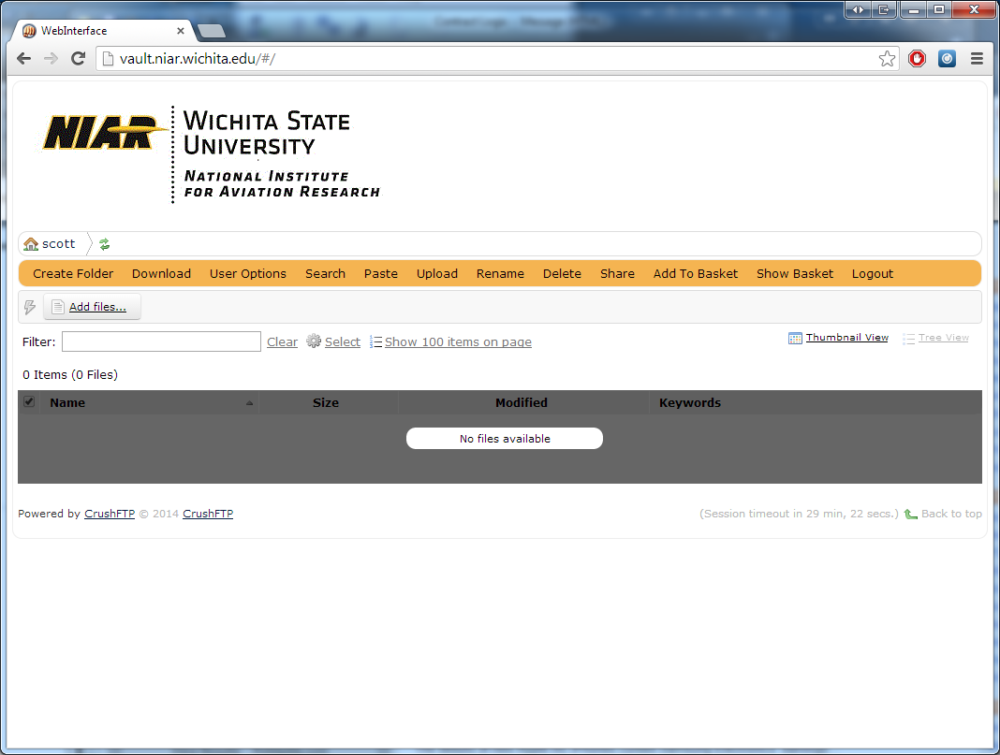 WebInterface
vault.niar.wichita.edu/#/
NIAR
WICHITA STATE
UNIVERSITY
NATIONAL INSTITUTE
FOR AVIATION RESEARCH
scott
Create Folder Download User Options Search Paste Upload Rename Delete Share Add To Basket Show Basket Logout
Add files...
Filter: Clear Select Show 100 items on page Thumbnail View Tree View
0 Items (0 Files)
Name Size Modified Keywords
No files available
Powered by CrushFTP © 2014 CrushFTP (Session timeout in 29 min, 22 secs.) Back to top